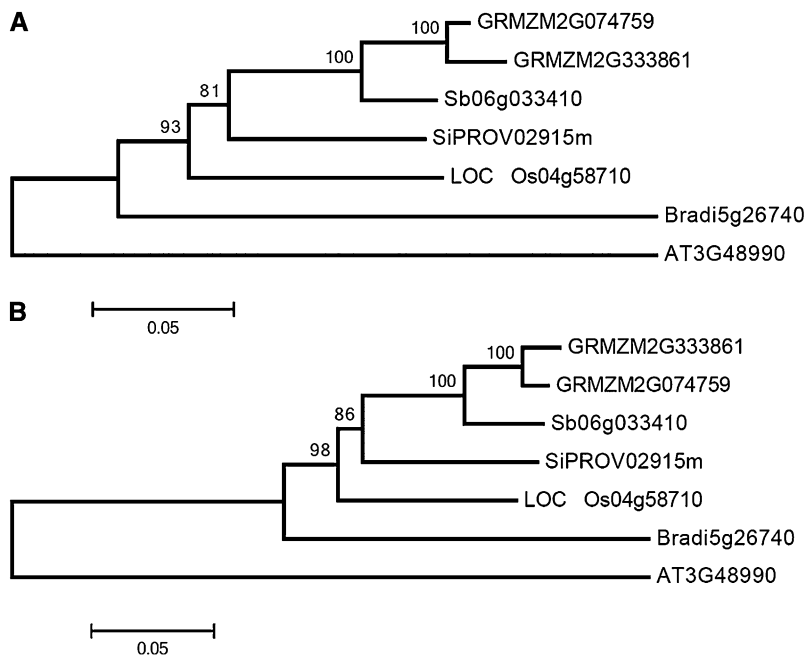 A
100
GRMZM2G074759
100
GRMZM2G333861
81
Sb06g033410
93
SiPROV02915m
LOC Os04g58710
Bradi5g26740
AT3G48990
0.05
B
100
GRMZM2G333861
100
GRMZM2G074759
86
Sb06g033410
98
SiPROV02915m
LOC Os04g58710
Bradi5g26740
AT3G48990
0.05